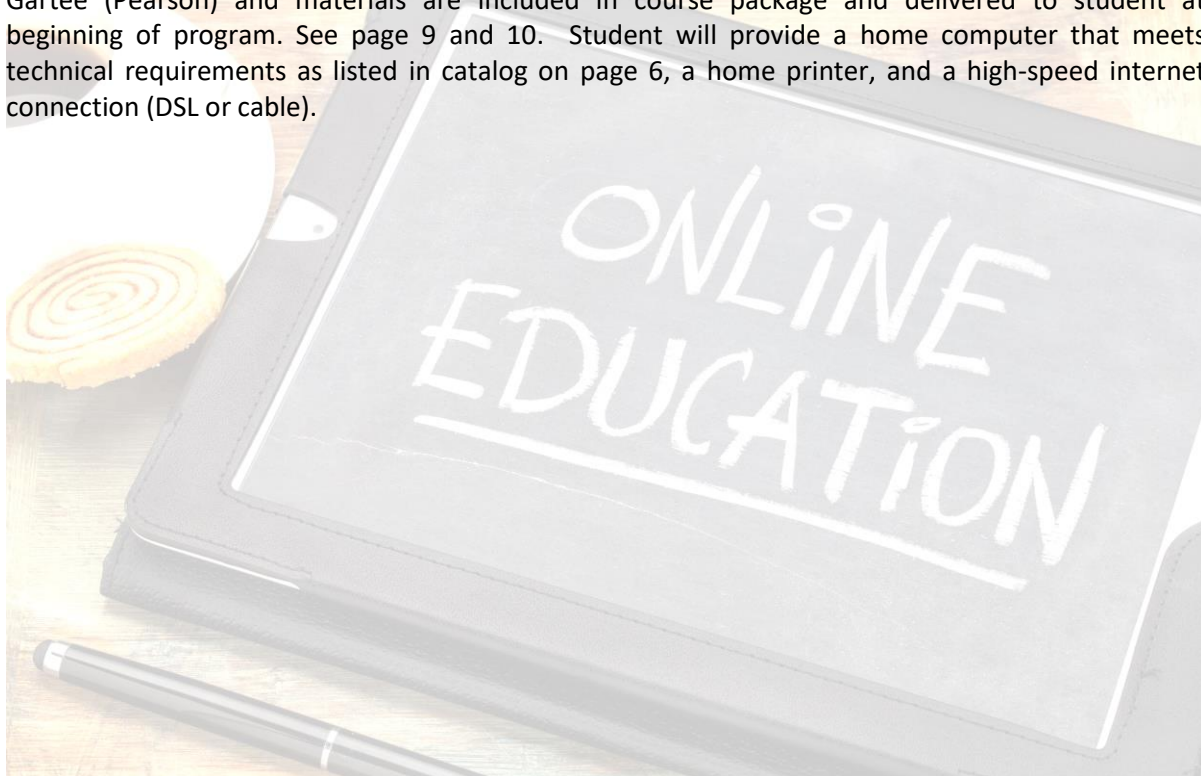 Gartee (Pearson) and materials are included in course package and delivered to student at
beginning of program. See page 9 and 10. Student will provide a home computer that meets
technical requirements as listed in catalog on page 6, a home printer, and a high-speed internet
connection (DSL or cable).
ONLINE
EDUCATION